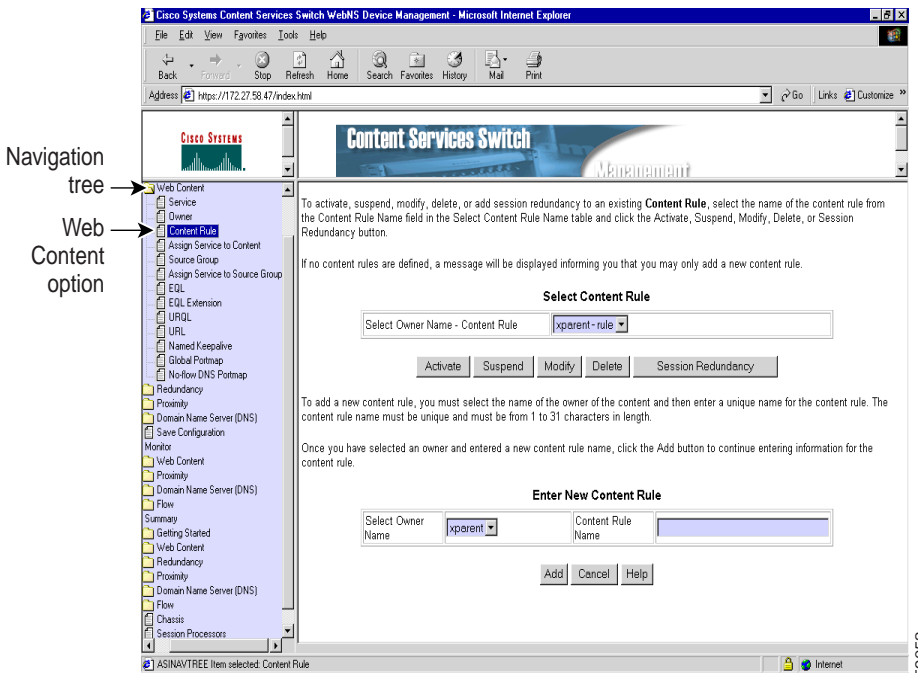 Cisco Systems Content Services Switch WebNS Device Management - Microsoft Internet Explorer
File Edit View Favorites Tools Help
Back Forward Stop Refresh Home Search Favorites History Mail Print
Address https://172.27.58.47/index.html Go Links Customize »
CISCO SYSTEMS
Content Services Switch
Management
Navigation
tree
Web
Content
option
Web Content
Service
Owner
Content Rule
Assign Service to Content
Source Group
Assign Service to Source Group
EQL
EQL Extension
URQL
URL
Named Keepalive
Global Portmap
No-flow DNS Portmap
Redundancy
Proximity
Domain Name Server (DNS)
Save Configuration
Monitor
Web Content
Proximity
Domain Name Server (DNS)
Flow
Summary
Getting Started
Web Content
Redundancy
Proximity
Domain Name Server (DNS)
Flow
Chassis
Session Processors
To activate, suspend, modify, delete, or add session redundancy to an existing Content Rule, select the name of the content rule from
the Content Rule Name field in the Select Content Rule Name table and click the Activate, Suspend, Modify, Delete, or Session
Redundancy button.
If no content rules are defined, a message will be displayed informing you that you may only add a new content rule.
Select Content Rule
Select Owner Name - Content Rule xparent-rule
Activate Suspend Modify Delete Session Redundancy
To add a new content rule, you must select the name of the owner of the content and then enter a unique name for the content rule. The
content rule name must be unique and must be from 1 to 31 characters in length.
Once you have selected an owner and entered a new content rule name, click the Add button to continue entering information for the
content rule.
Enter New Content Rule
Select Owner
Name
xparent
Content Rule
Name
Add Cancel Help
ASINAVTREE Item selected: Content Rule Internet